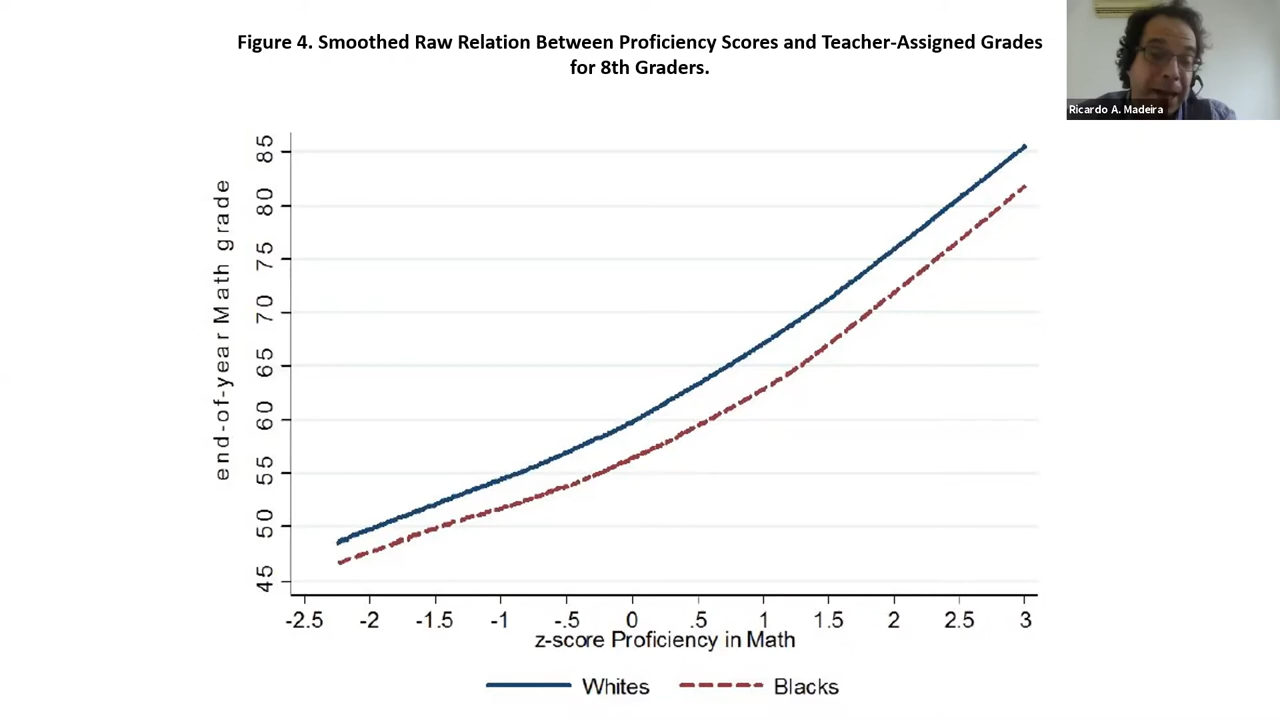 Figure 4. Smoothed Raw Relation Between Proficiency Scores and Teacher-Assigned Grades
for 8th Graders.
Ricardo A. Madeira
end-of-year Math grade
85
80
75
70
65
60
55
50
45
-2.5 -2 -1.5 -1 -.5 0 .5 1 1.5 2 2.5 3
z-score Proficiency in Math
Whites Blacks